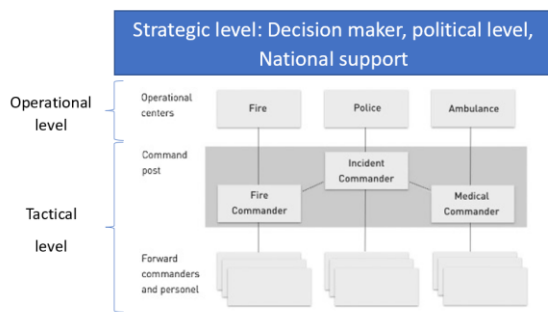 Strategic level: Decision maker, political level,
National support
Operational
level
Operational
centers
Fire
Police
Ambulance
Tactical
level
Command
post
Incident
Commander
Fire
Commander
Medical
Commander
Forward
commanders
and personel